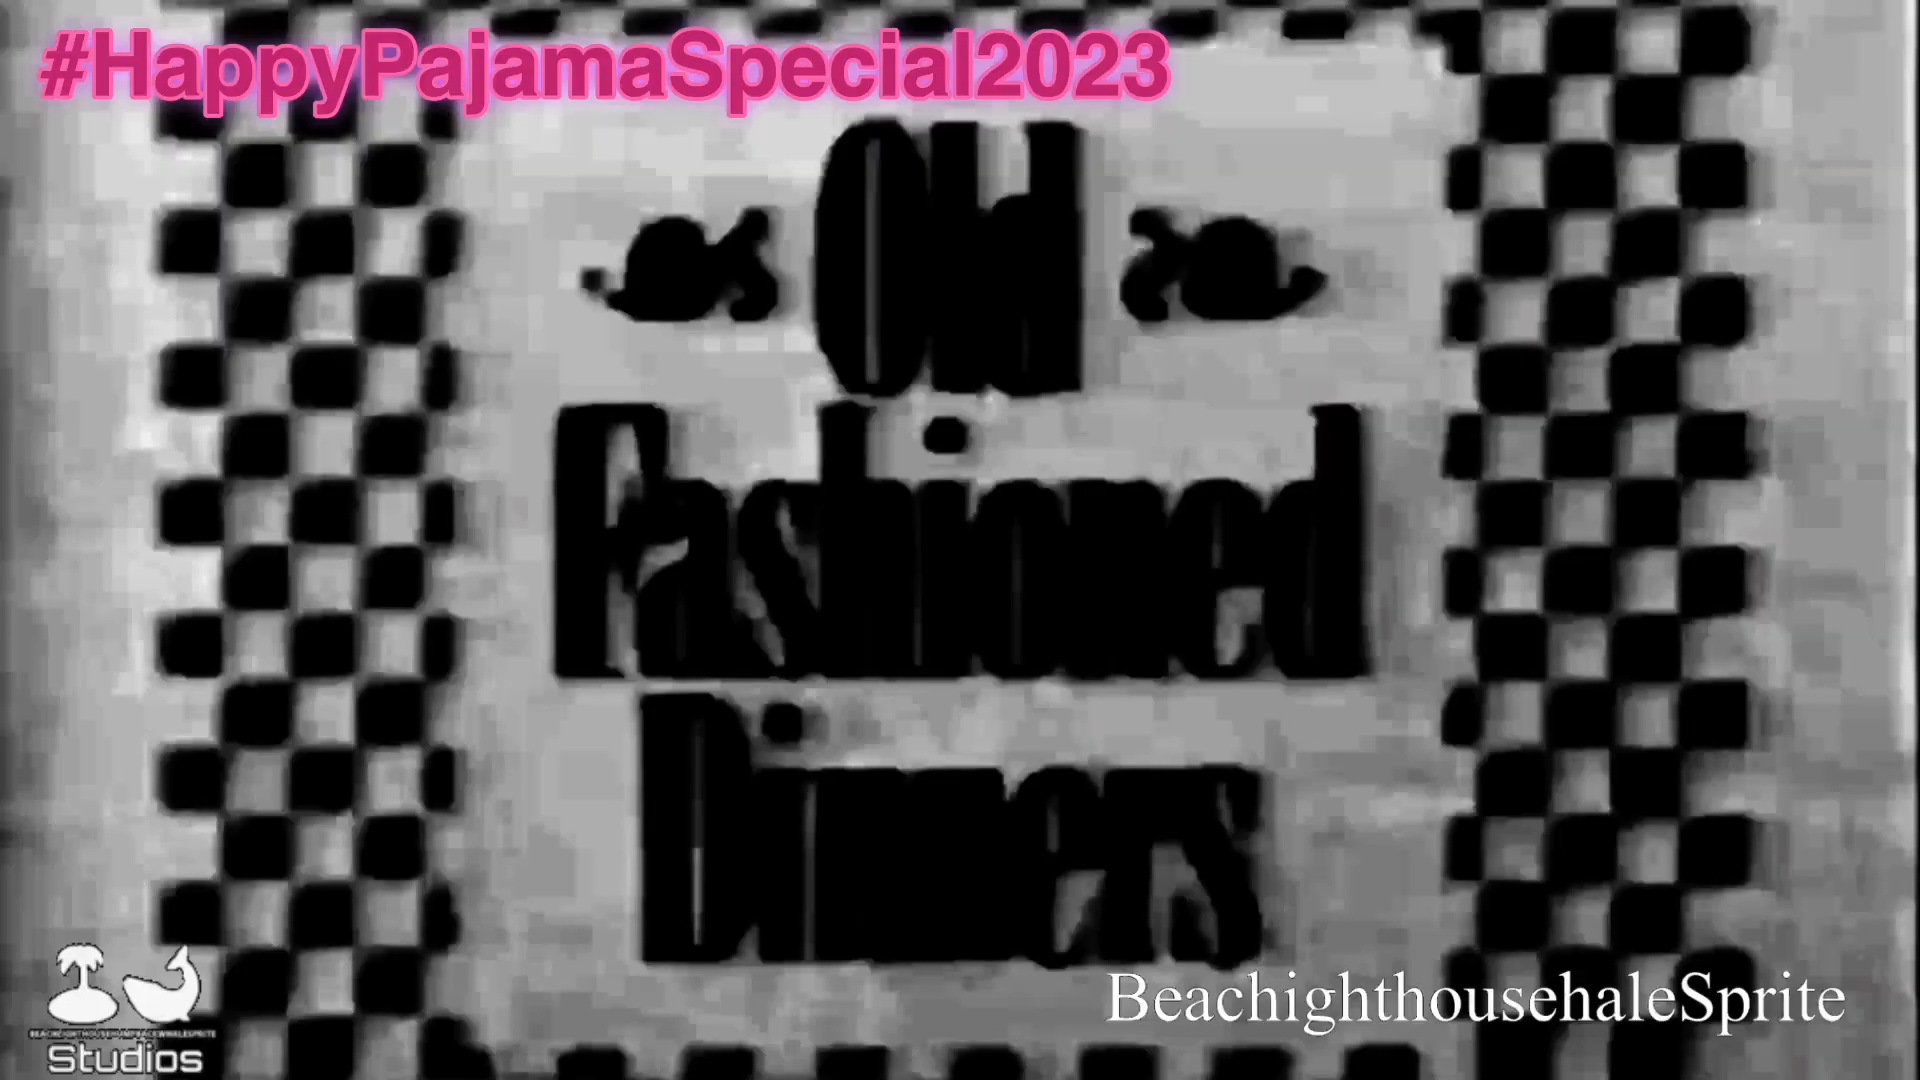 #HappyPajamaSpecial2023
Old
Fashioned
Dinners
BeachighthousehaleSprite
Studios